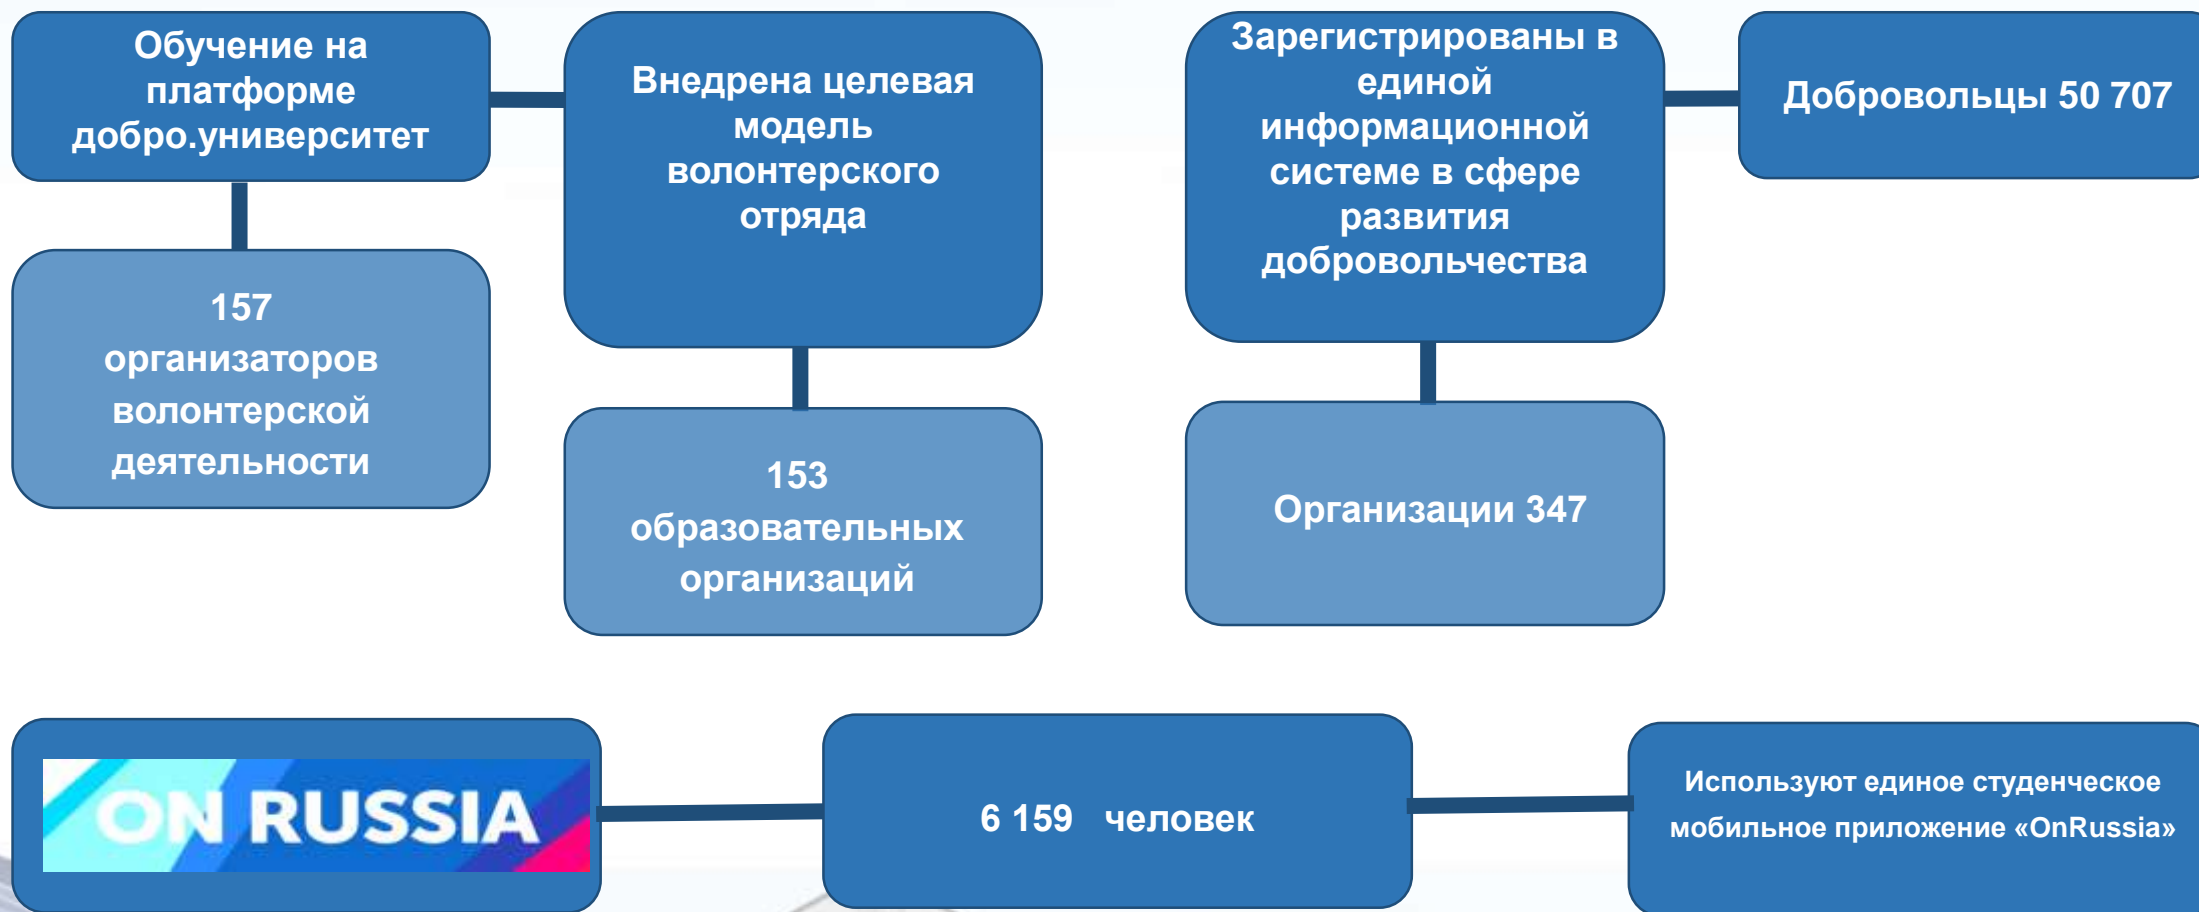 Обучение на
платформе
добро.университет
157
организаторов
волонтерской
деятельности
Внедрена целевая
модель
волонтерского
отряда
153
образовательных
организаций
Зарегистрированы в
единой
информационной
системе в сфере
развития
добровольчества
Добровольцы 50 707
Организации 347
ON RUSSIA
6 159 человек
Используют единое студенческое
мобильное приложение «OnRussia»